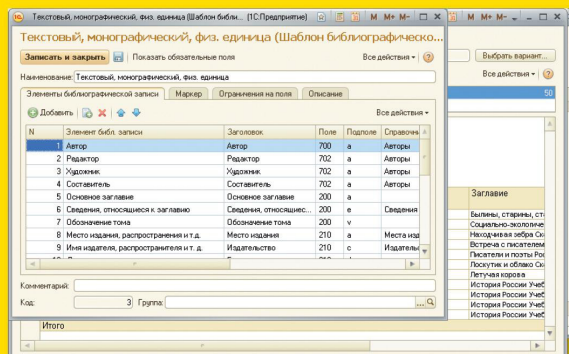 Текстовый, монографический, физ. единица (Шаблон библи... (1С:Предприятие)
M M+ M-
M M+ M-
Текстовый, монографический, физ. единица (Шаблон библиографическо...
Записать и закрыть Показать обязательные поля Все действия
Выбрать вариант...
Все действия
Наименование: Текстовый, монографический, физ. единица
50
Элементы библиографической записи Маркер Ограничения на поля Описание
Добавить Все действия
N Элемент библ. записи Заголовок Поле Подполе Справочни
1 Автор Автор 700 a Авторы
2 Редактор Редактор 702 a Авторы
3 Художник Художник 702 a Авторы
4 Составитель Составитель 702 a Авторы
5 Основное заглавие Основное заглавие 200 a
6 Сведения, относящиеся к заглавию Сведения, относящиес... 200 e Сведения
7 Обозначение тома Обозначение тома 200 v
8 Место издания, распространения и т.д. Место издания 210 a Места изд
9 Имя издателя, распространителя и т. д. Издательство 210 c Издатель
Заглавие
Былины, старины, ст
Социально-экологиче
Находчивая зебра Ск
Встреча с писателем
Писатели и поэты Ро
Лоскутик и облако Ск
Летучая корова
История России Учеб
История России Учеб
История России Учеб
История России Учеб
Комментарий:
Код: 3 Группа: ...
Итого